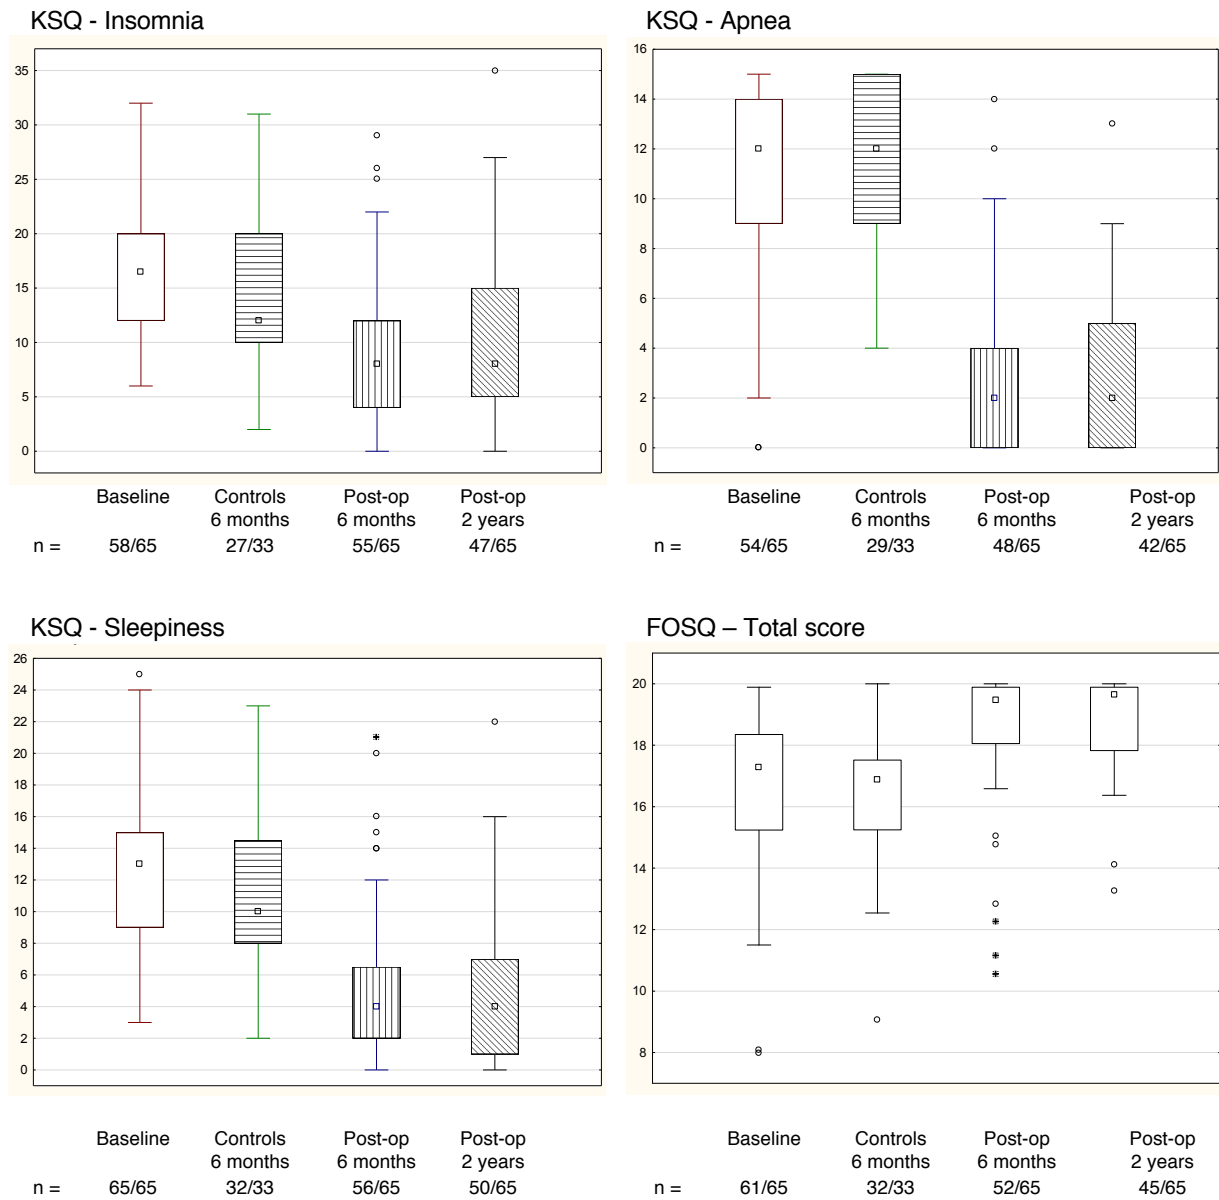 KSQ - Insomnia
35
30
25
20
15
10
5
0
Baseline Controls Post-op Post-op
6 months 6 months 2 years
n = 58/65 27/33 55/65 47/65
KSQ - Apnea
16
14
12
10
8
6
4
2
0
Baseline Controls Post-op Post-op
6 months 6 months 2 years
n = 54/65 29/33 48/65 42/65
KSQ - Sleepiness
26
24
22
20
18
16
14
12
10
8
6
4
2
0
Baseline Controls Post-op Post-op
6 months 6 months 2 years
n = 65/65 32/33 56/65 50/65
FOSQ – Total score
20
18
16
14
12
10
8
Baseline Controls Post-op Post-op
6 months 6 months 2 years
n = 61/65 32/33 52/65 45/65